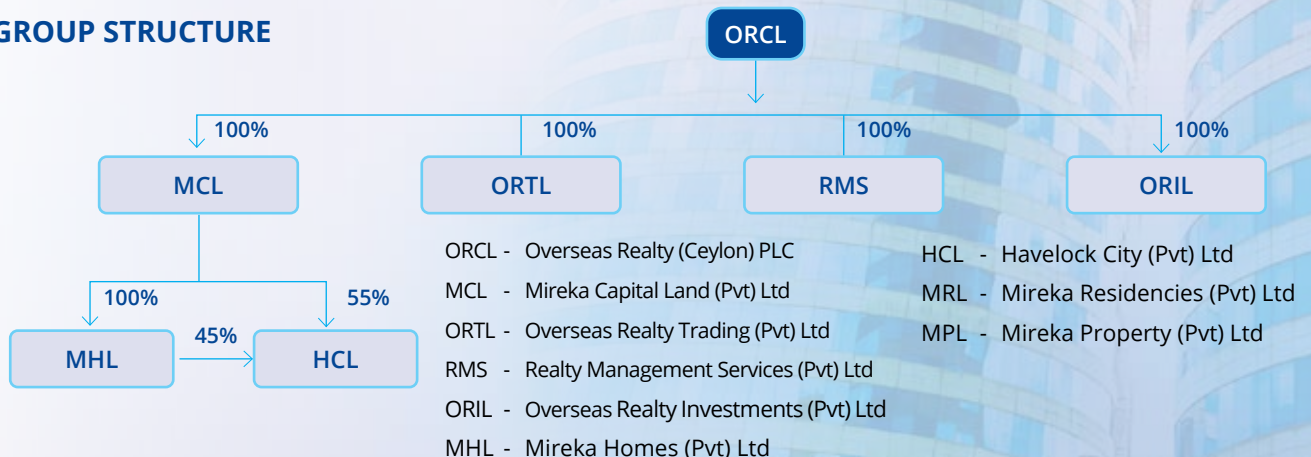 GROUP STRUCTURE
ORCL
100%
100%
100%
100%
MCL
ORTL
RMS
ORIL
100%
55%
45%
MHL
HCL
ORCL - Overseas Realty (Ceylon) PLC
MCL - Mireka Capital Land (Pvt) Ltd
ORTL - Overseas Realty Trading (Pvt) Ltd
RMS - Realty Management Services (Pvt) Ltd
ORIL - Overseas Realty Investments (Pvt) Ltd
MHL - Mireka Homes (Pvt) Ltd
HCL - Havelock City (Pvt) Ltd
MRL - Mireka Residencies (Pvt) Ltd
MPL - Mireka Property (Pvt) Ltd